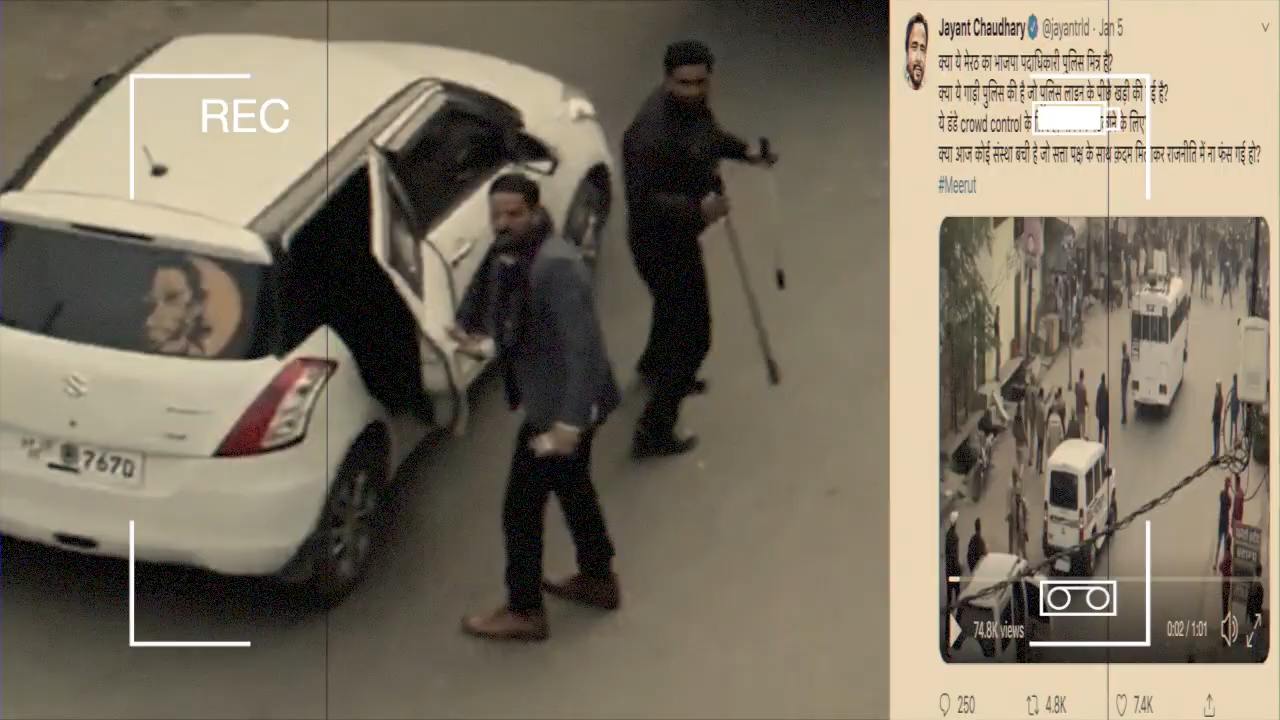 REC
7670
Jayant Chaudhary @jayantrld · Jan 5
क्या ये मेरठ का भाजपा पदाधिकारी पुलिस मित्र है?
क्या ये गाड़ी पुलिस की है जो पुलिस लाइन के पीछे खड़ी की ई है?
ये डंडे crowd control के के लिए
क्या आज कोई संस्था बची है जो सत्ता पक्ष के साथ क़दम कर राजनीति में ना फंस गई हो?
#Meerut
74.8K views
0:02 / 1:01
250 4.8K 7.4K